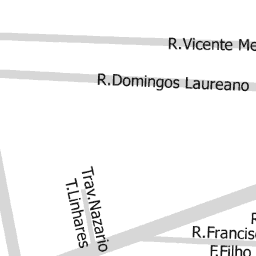 R.Vicente Me
R.Domingos Laureano
Trav.Nazario
T.Linhares
R
R.Francisc
F.Filho